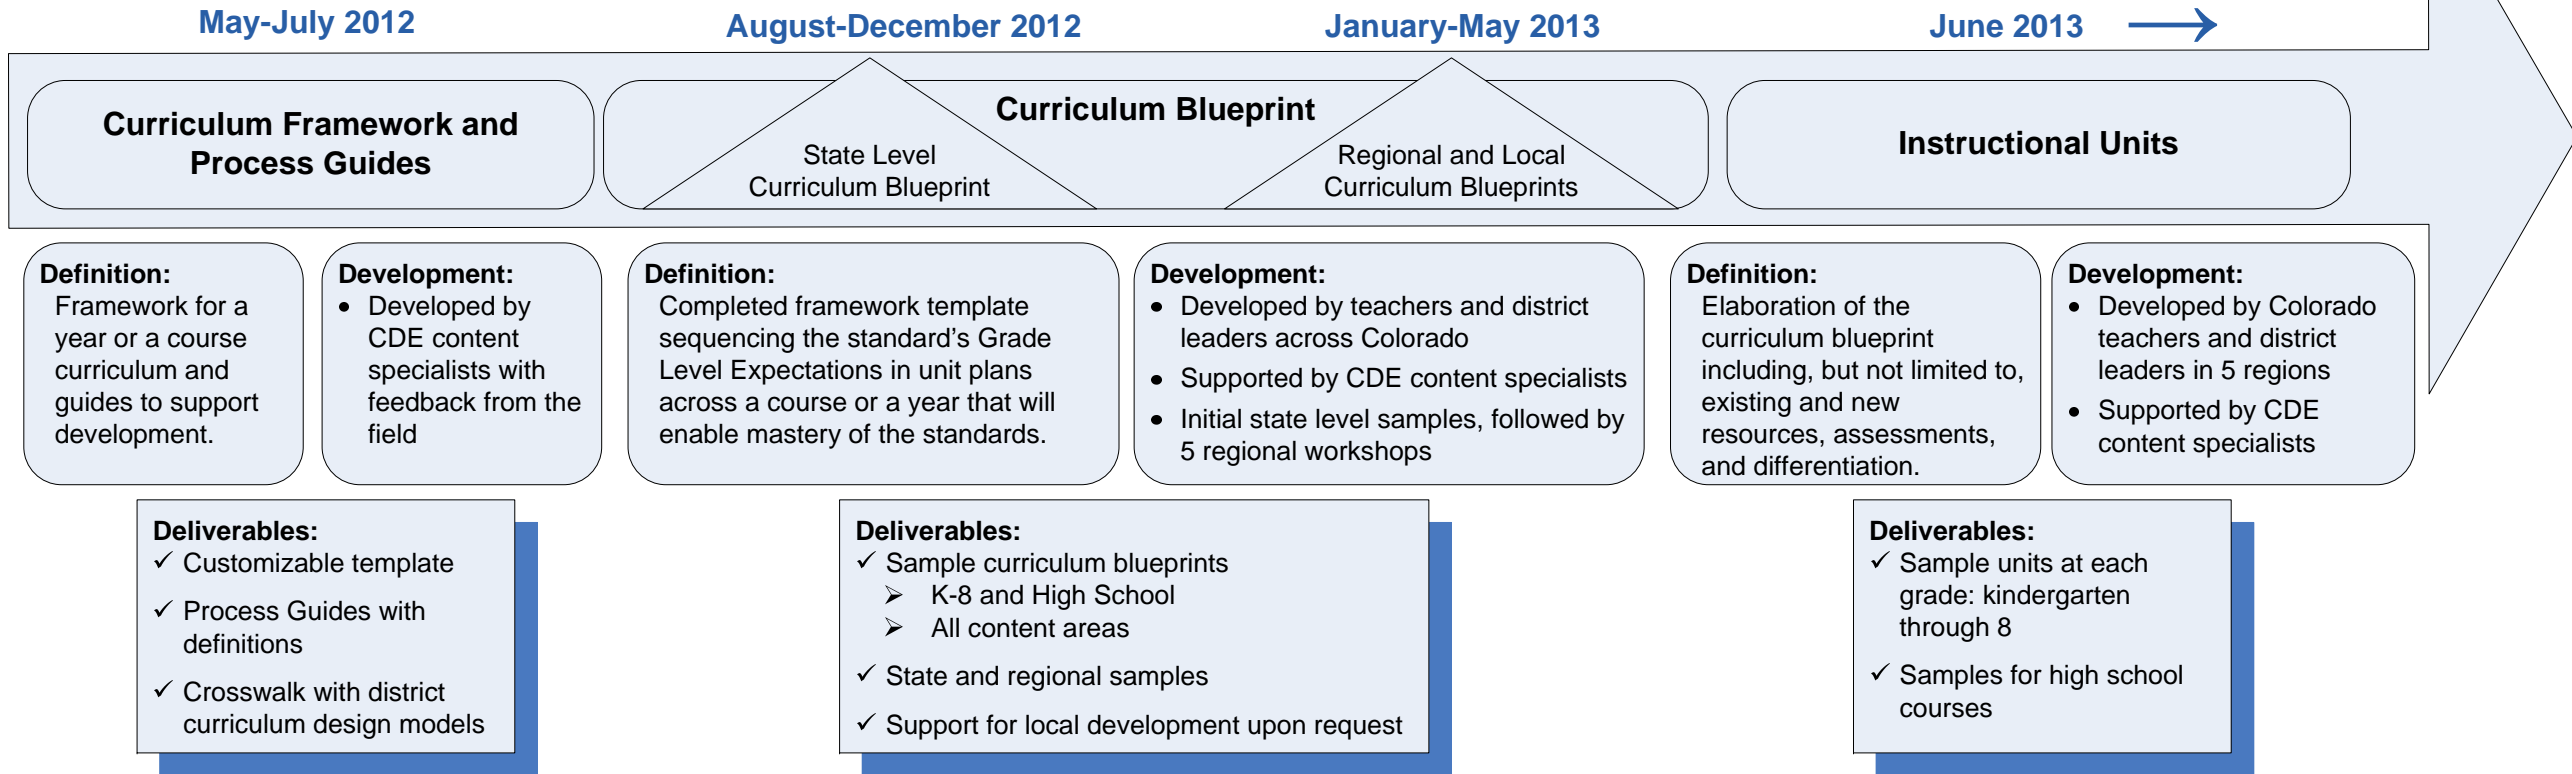 May-July 2012
August-December 2012
January-May 2013
June 2013
Curriculum Framework and
Process Guides
Curriculum Blueprint
State Level
Curriculum Blueprint
Regional and Local
Curriculum Blueprints
Instructional Units
Definition:
Framework for a
year or a course
curriculum and
guides to support
development.
Development:
• Developed by
CDE content
specialists with
feedback from the
field
Definition:
Completed framework template
sequencing the standard’s Grade
Level Expectations in unit plans
across a course or a year that will
enable mastery of the standards.
Development:
• Developed by teachers and district
leaders across Colorado
• Supported by CDE content specialists
• Initial state level samples, followed by
5 regional workshops
Definition:
Elaboration of the
curriculum blueprint
including, but not limited to,
existing and new
resources, assessments,
and differentiation.
Development:
• Developed by Colorado
teachers and district
leaders in 5 regions
• Supported by CDE
content specialists
Deliverables:
✓ Customizable template
✓ Process Guides with
definitions
✓ Crosswalk with district
curriculum design models
Deliverables:
✓ Sample curriculum blueprints
➢ K-8 and High School
➢ All content areas
✓ State and regional samples
✓ Support for local development upon request
Deliverables:
✓ Sample units at each
grade: kindergarten
through 8
✓ Samples for high school
courses